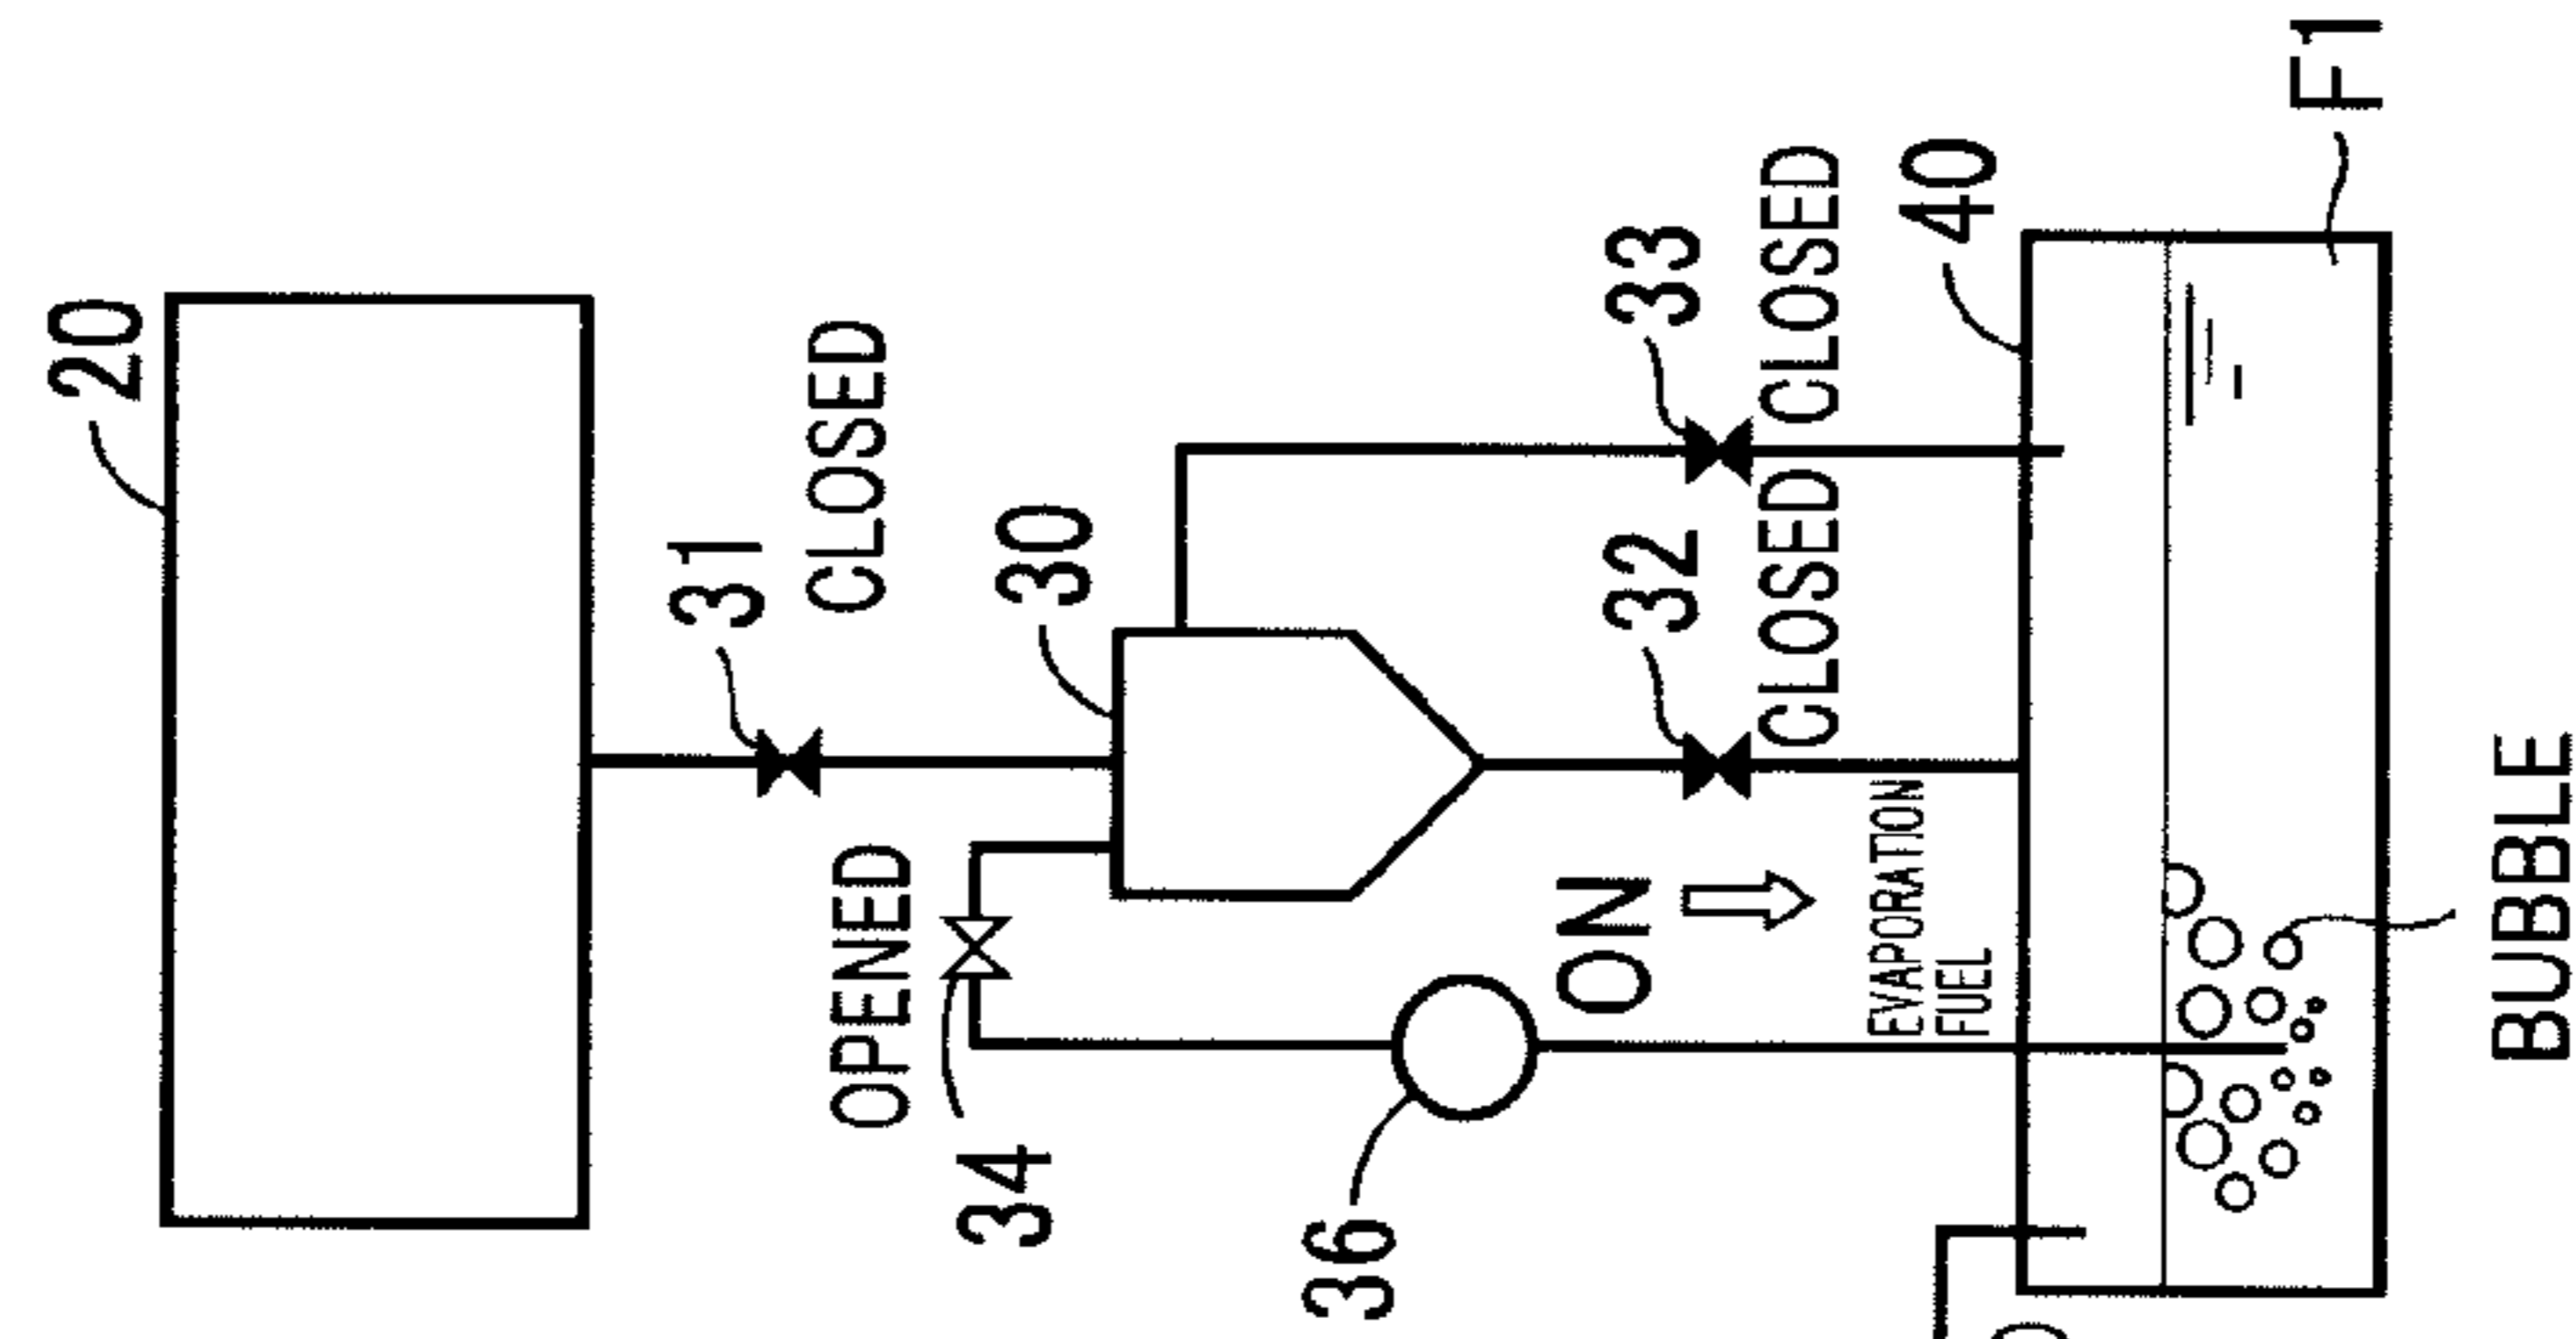 20
31
CLOSED
OPENED
34
30
33
CLOSED
32
CLOSED
36
ON
EVAPORATION
FUEL
40
F1
BUBBLE